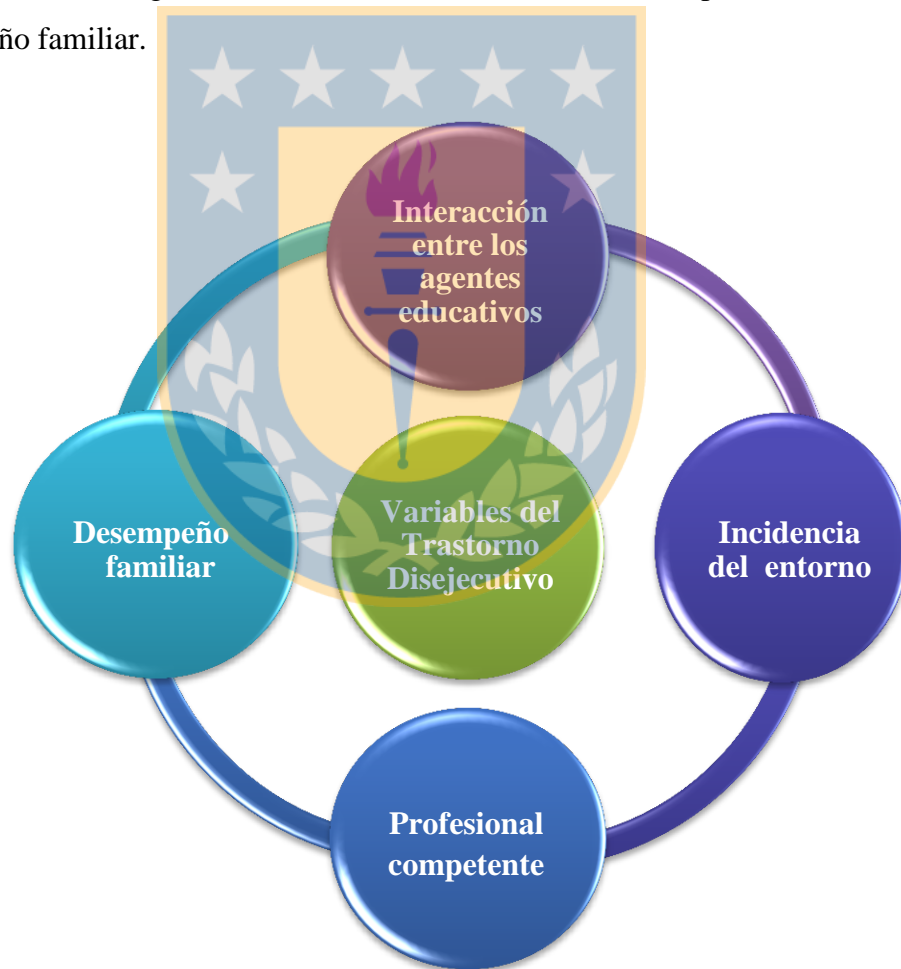 ño familiar.
Interacción
entre los
agentes
educativos
Desempeño
familiar
Variables del
Trastorno
Disejecutivo
Incidencia
del entorno
Profesional
competente